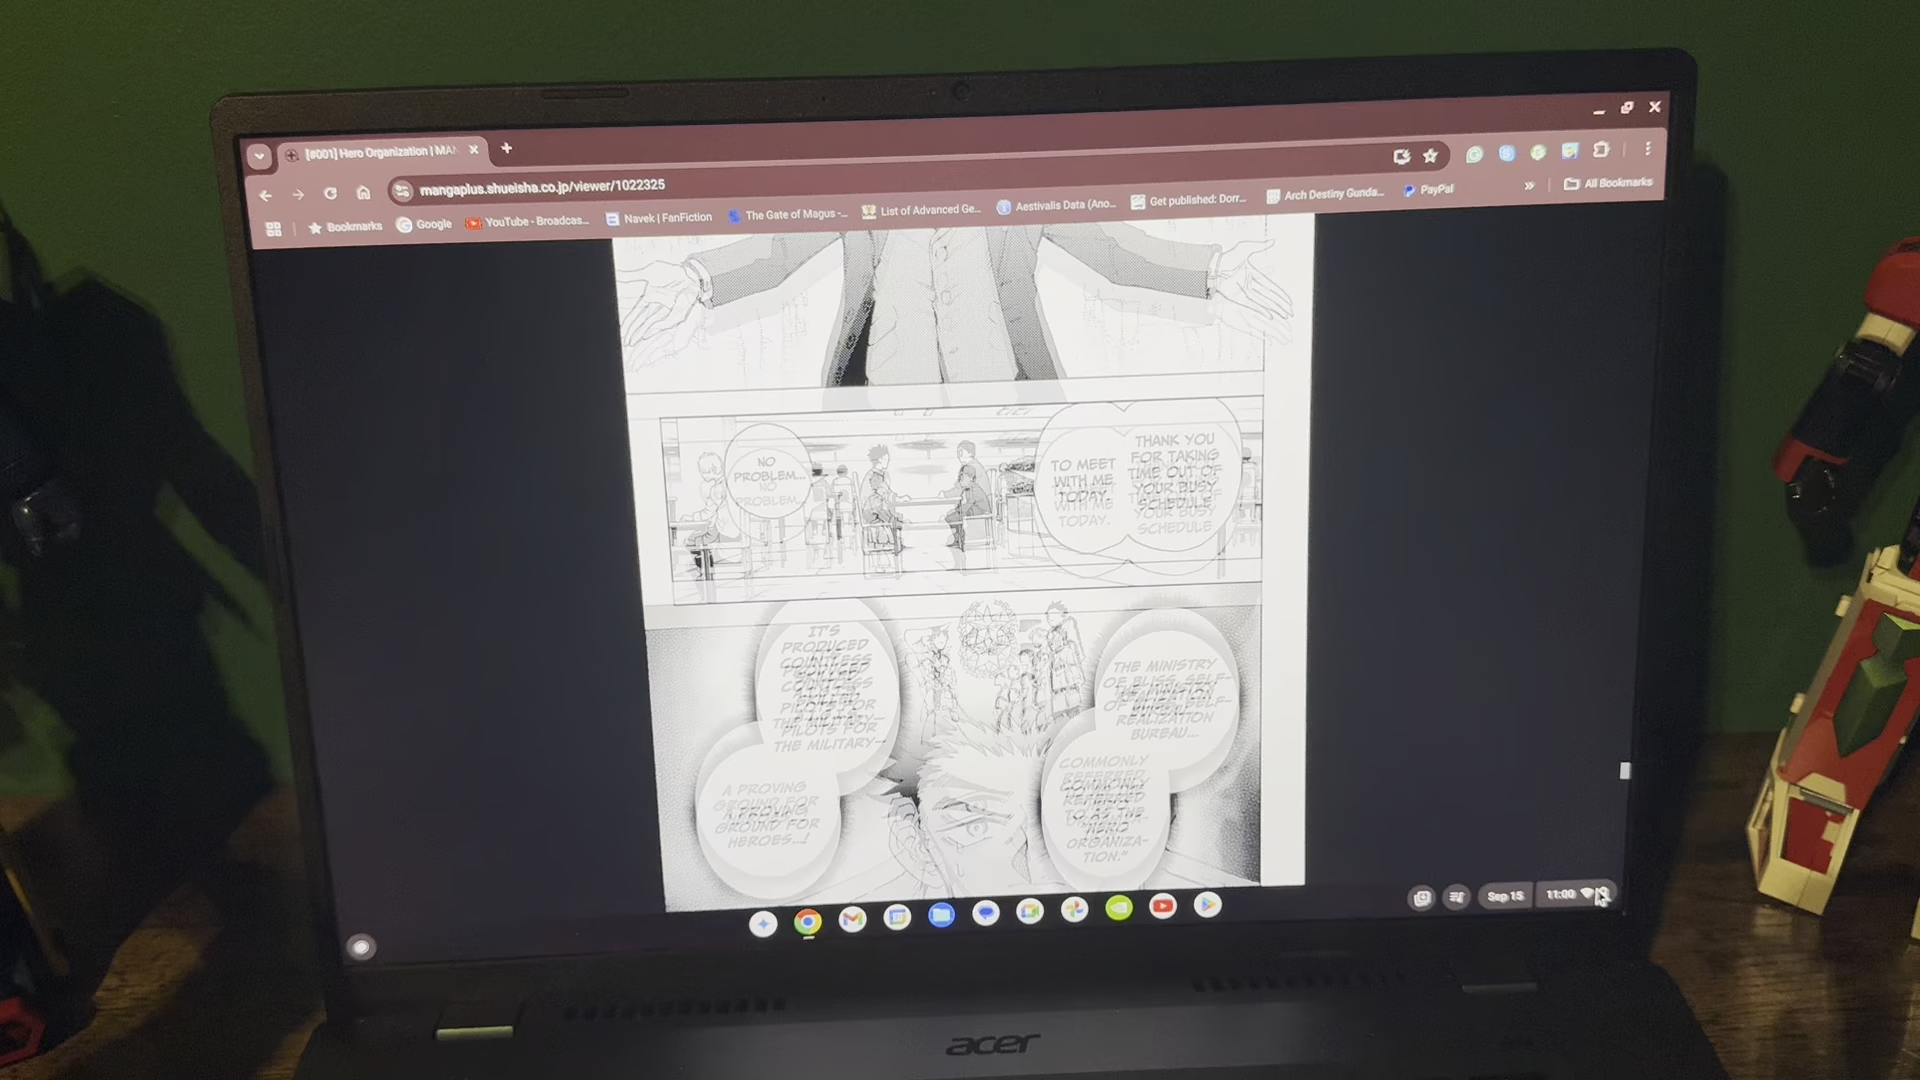 [#001] Hero Organization | MAN
mangaplus.shueisha.co.jp/viewer/1022325
Bookmarks Google YouTube - Broadcas... Navek | FanFiction The Gate of Magus -... List of Advanced Ge... Aestivalis Data (Ano... Get published: Dorr... Arch Destiny Gunda... PayPal All Bookmarks
THANK YOU
FOR TAKING
TIME OUT OF
YOUR BUSY
SCHEDULE
TO MEET
WITH ME
TODAY.
NO
PROBLEM...
THE MINISTRY
OF BLISS, SELF-
REALIZATION
BUREAU...
COMMONLY
REFERRED
TO AS THE
"HERO
ORGANIZA-
TION."
IT'S
PRODUCED
COUNTLESS
PILOTS FOR
THE MILITARY--
A PROVING
GROUND FOR
HEROES...!
Sep 15 11:00
acer